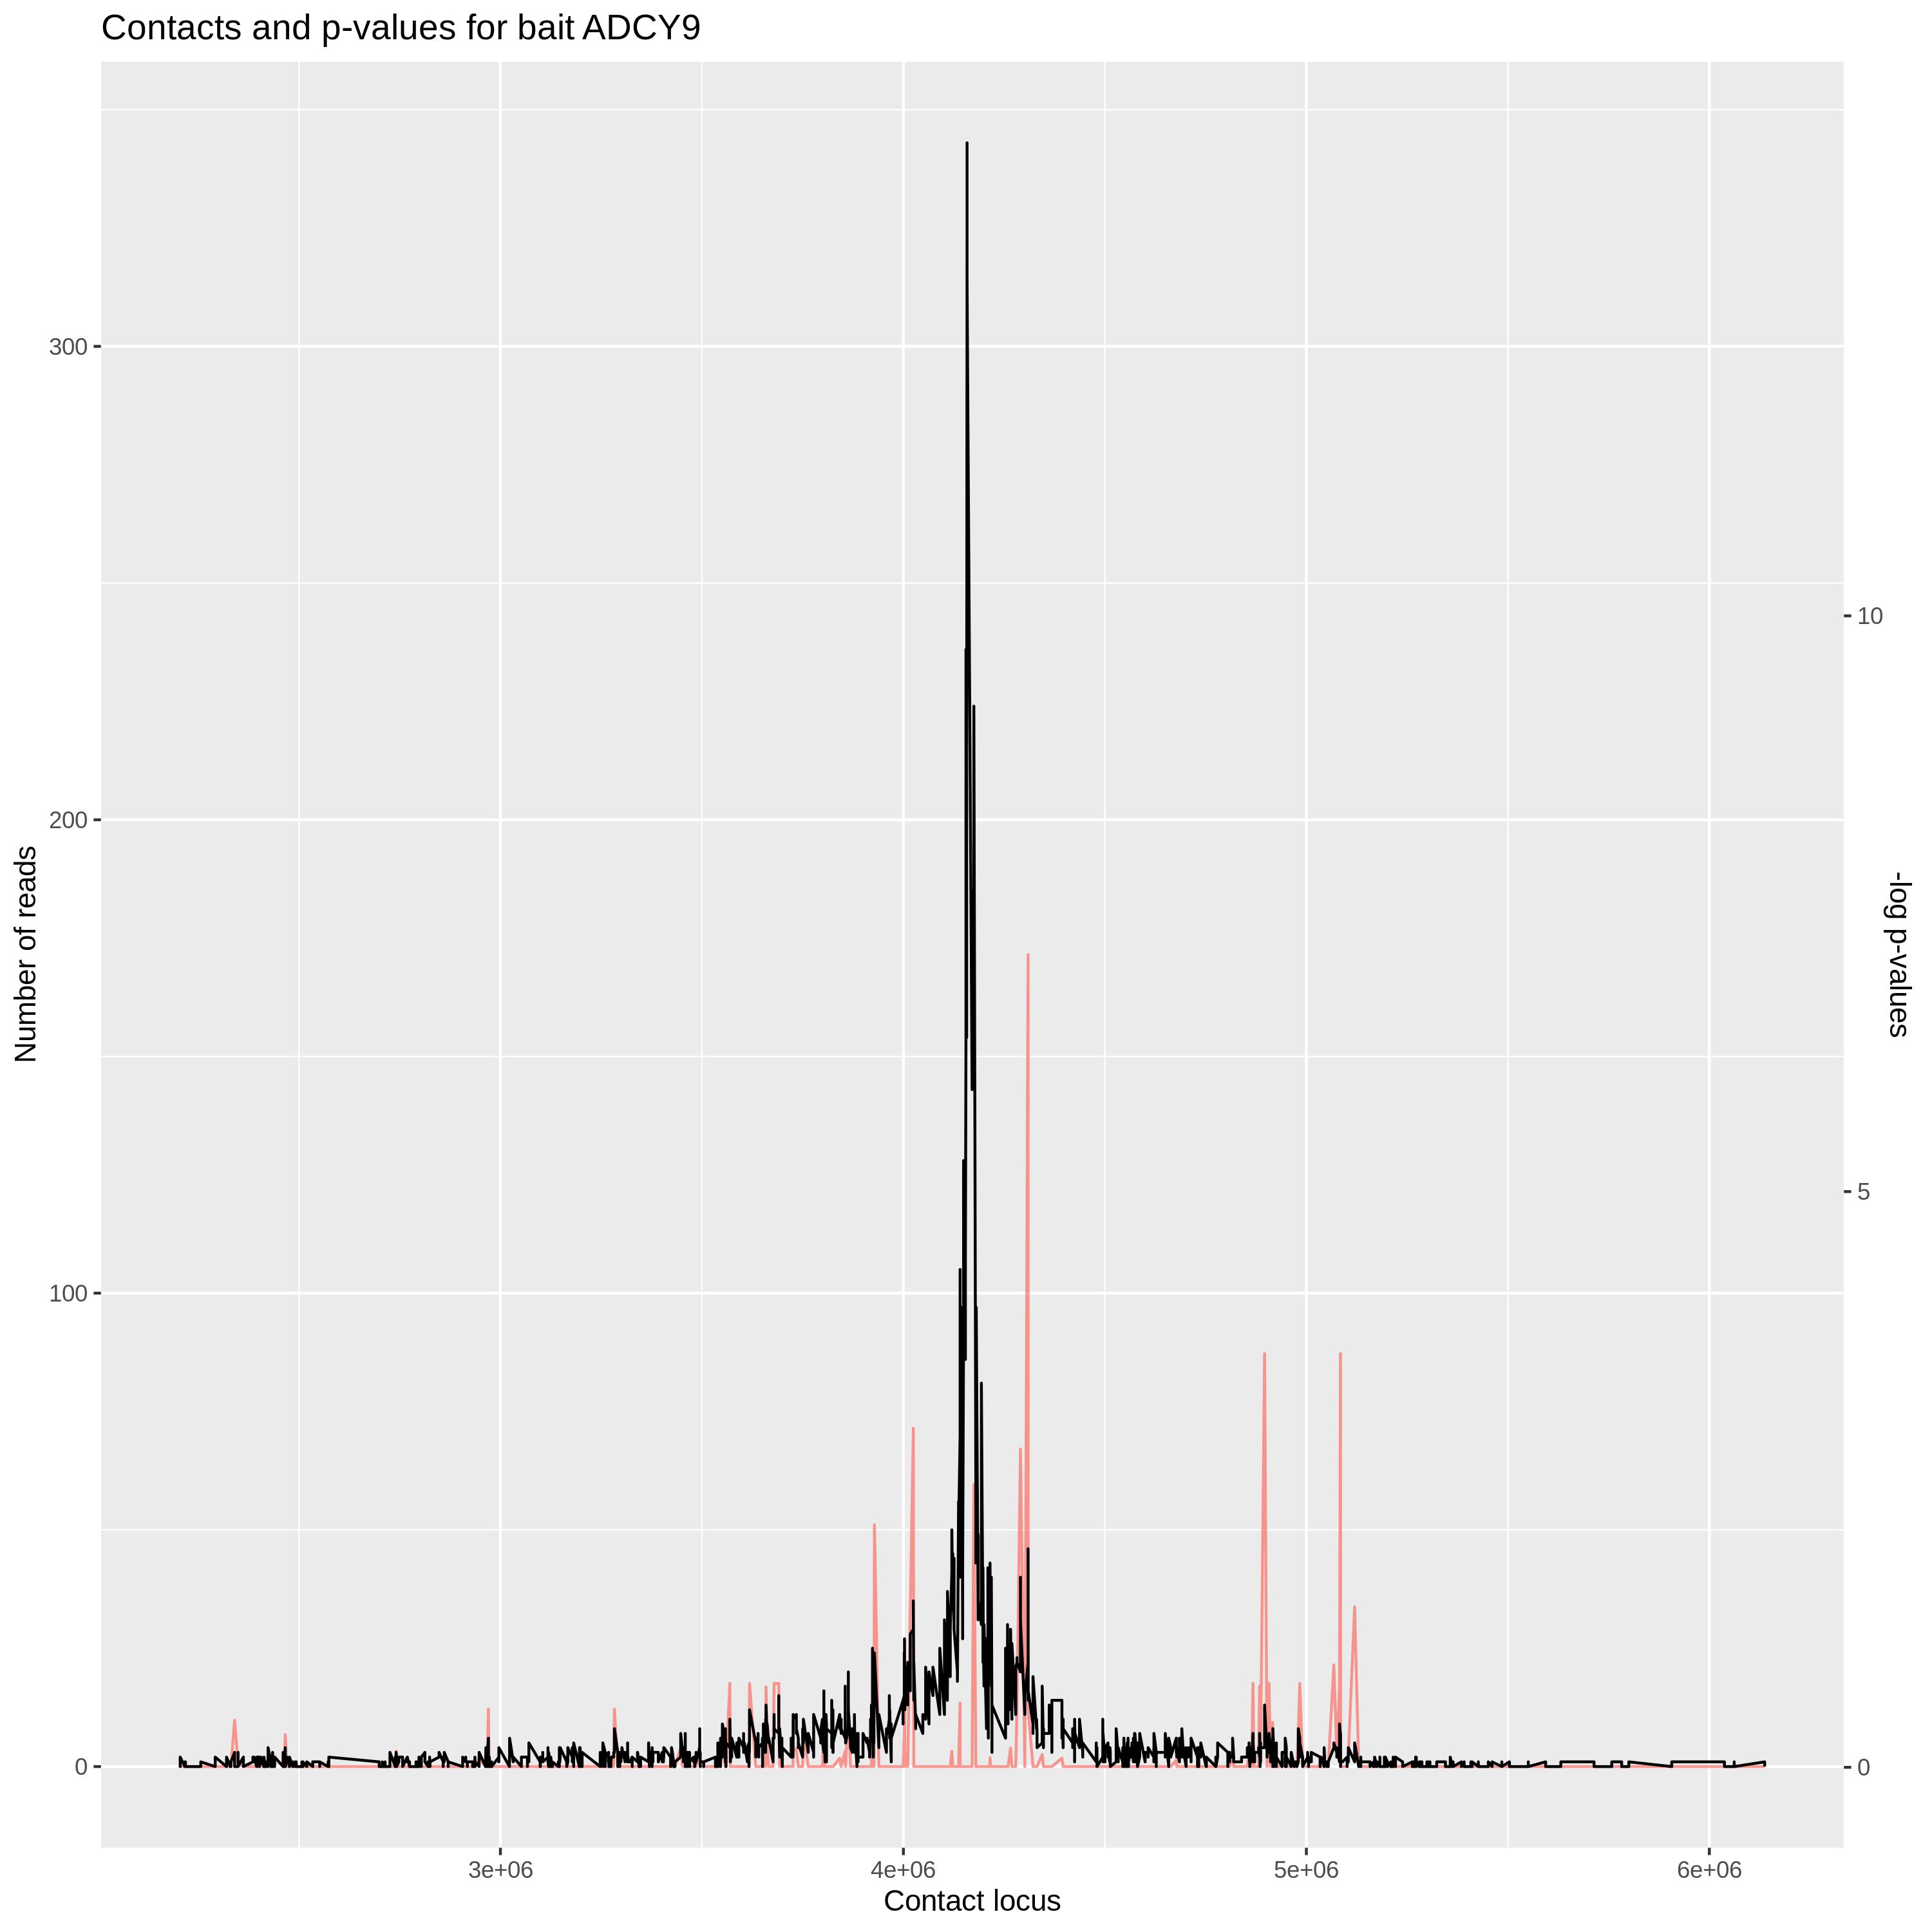 Contacts and p-values for bait ADCY9
Number of reads
300
200
100
0
10
5
0
-log p-values
3e+06
4e+06
5e+06
6e+06
Contact locus